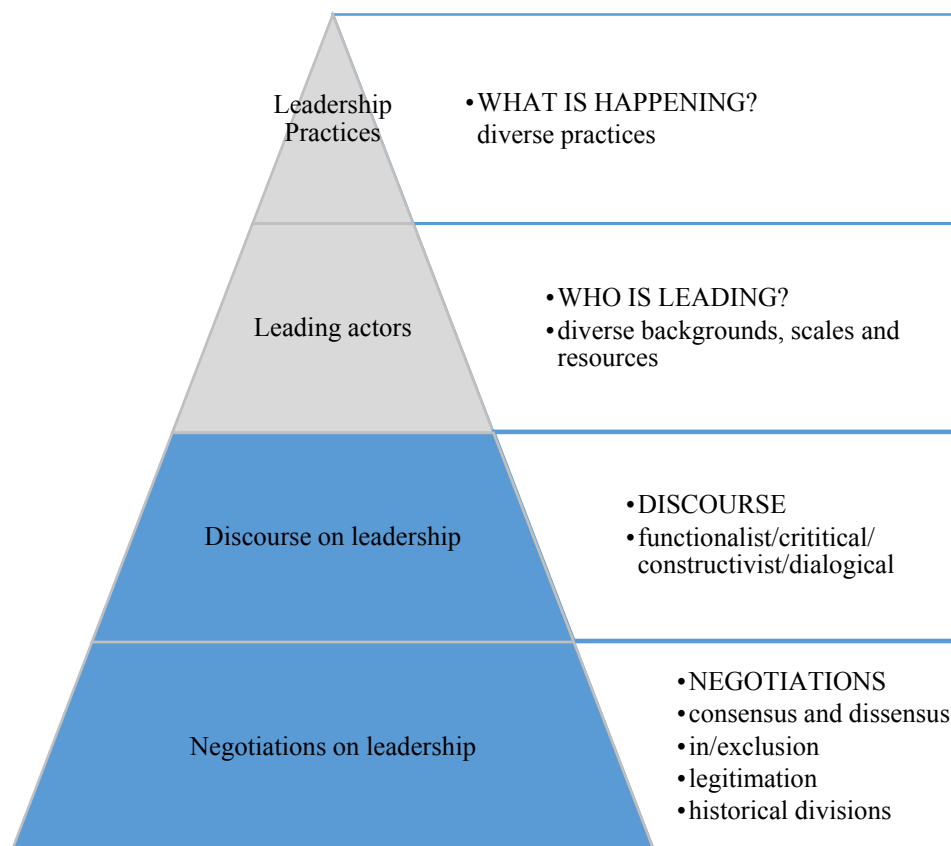 Leadership
Practices
•WHAT IS HAPPENING?
diverse practices
Leading actors
•WHO IS LEADING?
•diverse backgrounds, scales and
resources
Discourse on leadership
•DISCOURSE
•functionalist/crititical/
constructivist/dialogical
Negotiations on leadership
•NEGOTIATIONS
•consensus and dissensus
•in/exclusion
•legitimation
•historical divisions